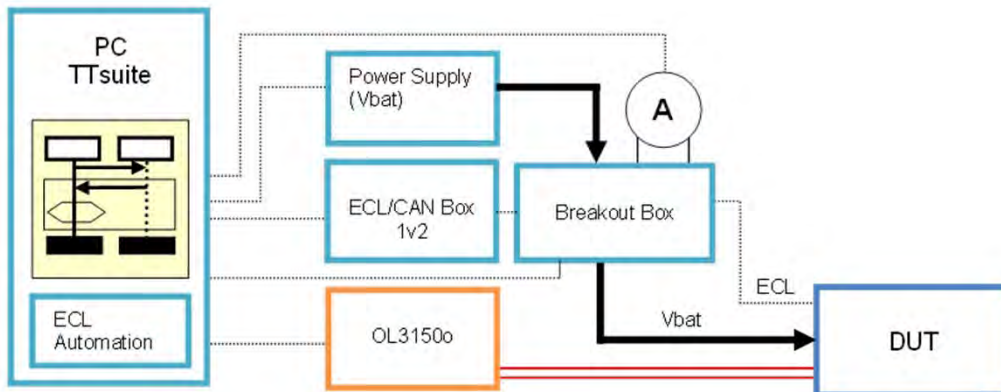 PC
TTsuite
ECL
Automation
Power Supply
(Vbat)
A
ECL/CAN Box
1v2
Breakout Box
OL3150o
ECL
Vbat
DUT